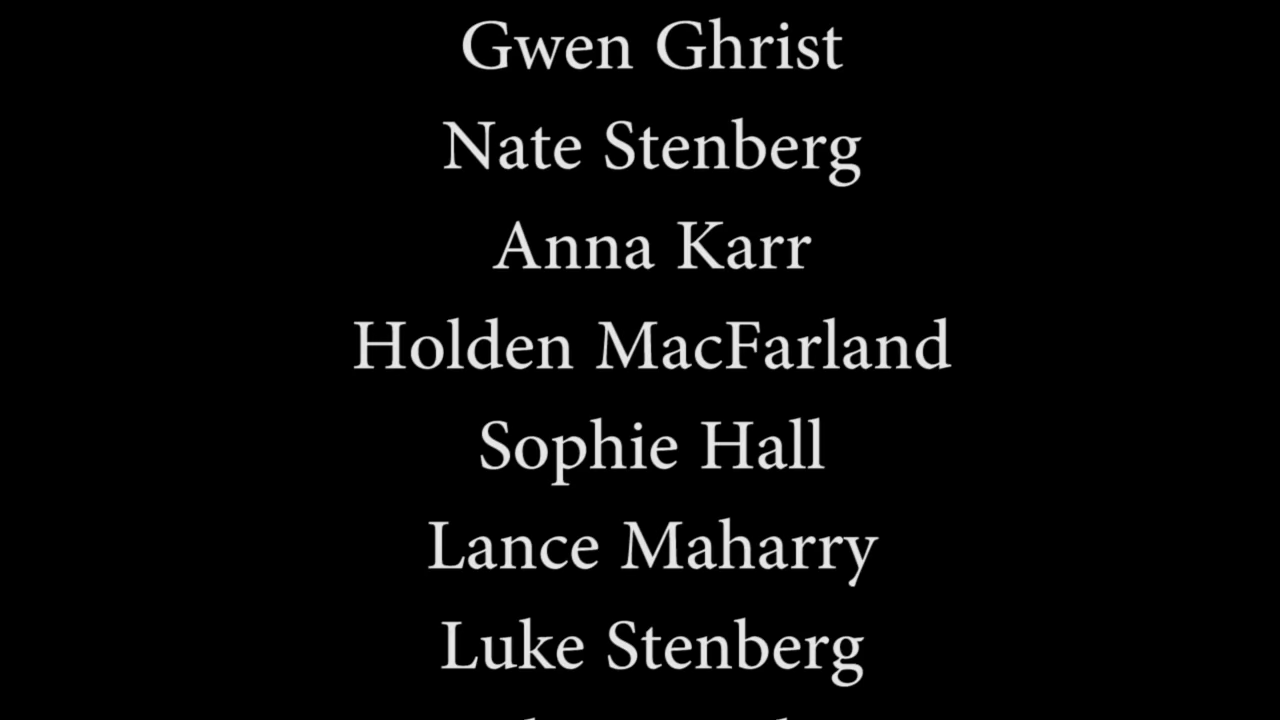 Gwen Ghrist
Nate Stenberg
Anna Karr
Holden MacFarland
Sophie Hall
Lance Maharry
Luke Stenberg